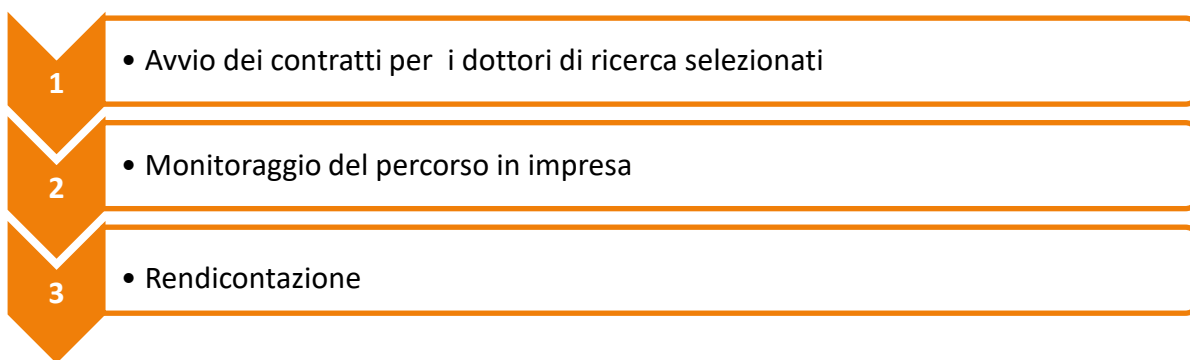 1
• Avvio dei contratti per  i dottori di ricerca selezionati
2
• Monitoraggio del percorso in impresa
3
• Rendicontazione